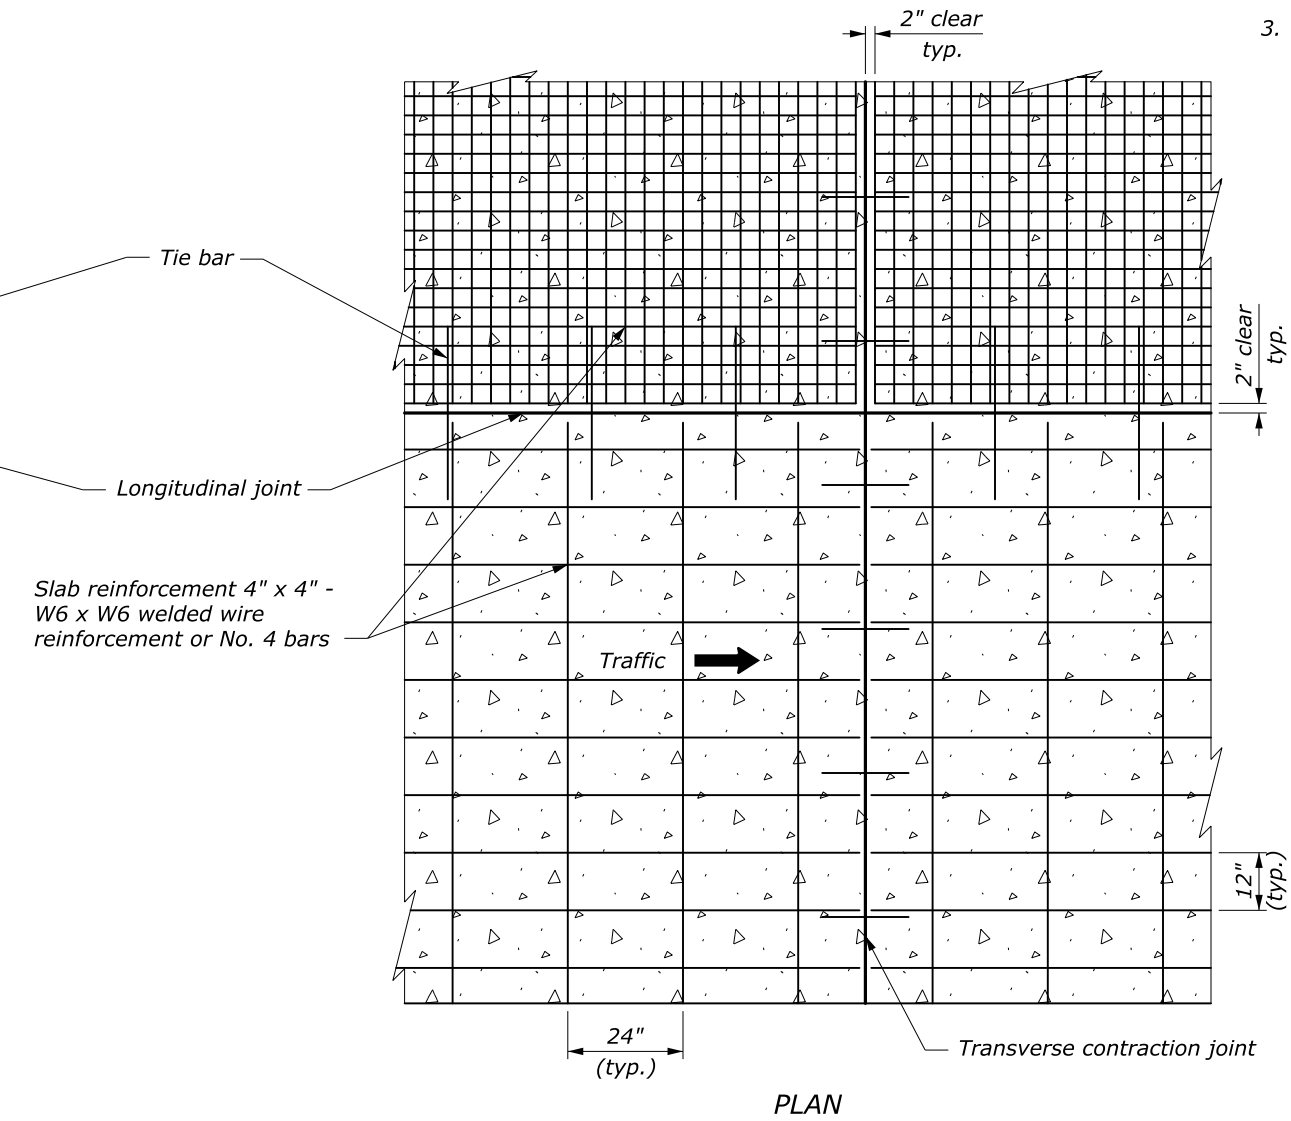 2" clear
typ.
3.
Tie bar
2" clear
typ.
Longitudinal joint
Slab reinforcement 4" x 4" -
W6 x W6 welded wire
reinforcement or No. 4 bars
Traffic
12"
(typ.)
24"
(typ.)
Transverse contraction joint
PLAN